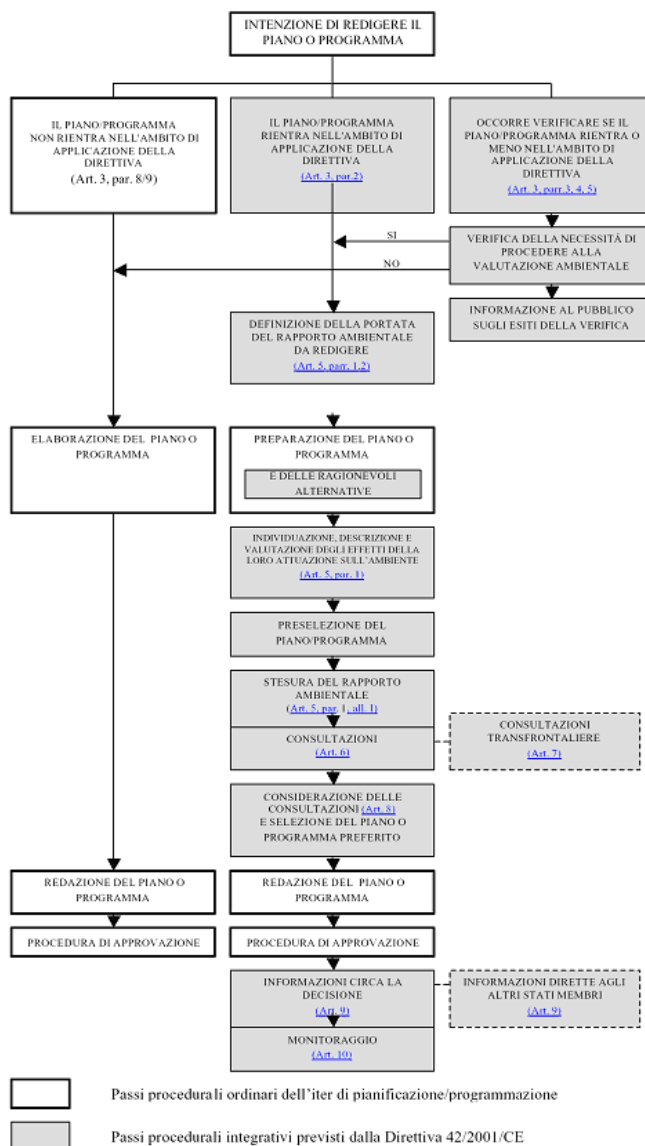 INTENZIONE DI REDIGERE IL
PIANO O PROGRAMMA
IL PIANO/PROGRAMMA
NON RIENTRA NELL'AMBITO DI
APPLICAZIONE DELLA
DIRETTIVA
(Art. 3, par. 8/9)
IL PIANO/PROGRAMMA
RIENTRA NELL'AMBITO DI
APPLICAZIONE DELLA
DIRETTIVA
(Art. 3, par.2)
OCCORRE VERIFICARE SE IL
PIANO/PROGRAMMA RIENTRA O
MENO NELL'AMBITO DI
APPLICAZIONE DELLA
DIRETTIVA
(Art. 3, parr.3, 4, 5)
SI
NO
VERIFICA DELLA NECESSITÁ DI
PROCEDERE ALLA
VALUTAZIONE AMBIENTALE
INFORMAZIONE AL PUBBLICO
SUGLI ESITI DELLA VERIFICA
DEFINIZIONE DELLA PORTATA
DEL RAPPORTO AMBIENTALE
DA REDIGERE
(Art. 5, parr. 1,2)
ELABORAZIONE DEL PIANO O
PROGRAMMA
PREPARAZIONE DEL PIANO O
PROGRAMMA
E DELLE RAGIONEVOLI
ALTERNATIVE
INDIVIDUAZIONE, DESCRIZIONE E
VALUTAZIONE DEGLI EFFETTI DELLA
LORO ATTUAZIONE SULL'AMBIENTE
(Art. 5, par. 1)
PRESELEZIONE DEL
PIANO/PROGRAMMA
STESURA DEL RAPPORTO
AMBIENTALE
(Art. 5, par. 1, all. I)
CONSULTAZIONI
(Art. 6)
CONSULTAZIONI
TRANSFRONTALIERE
(Art. 7)
CONSIDERAZIONE DELLE
CONSULTAZIONI (Art. 8)
E SELEZIONE DEL PIANO O
PROGRAMMA PREFERITO
REDAZIONE DEL PIANO O
PROGRAMMA
REDAZIONE DEL PIANO O
PROGRAMMA
PROCEDURA DI APPROVAZIONE
PROCEDURA DI APPROVAZIONE
INFORMAZIONI CIRCA LA
DECISIONE
(Art. 9)
INFORMAZIONI DIRETTE AGLI
ALTRI STATI MEMBRI
(Art. 9)
MONITORAGGIO
(Art. 10)
Passi procedurali ordinari dell'iter di pianificazione/programmazione
Passi procedurali integrativi previsti dalla Direttiva 42/2001/CE